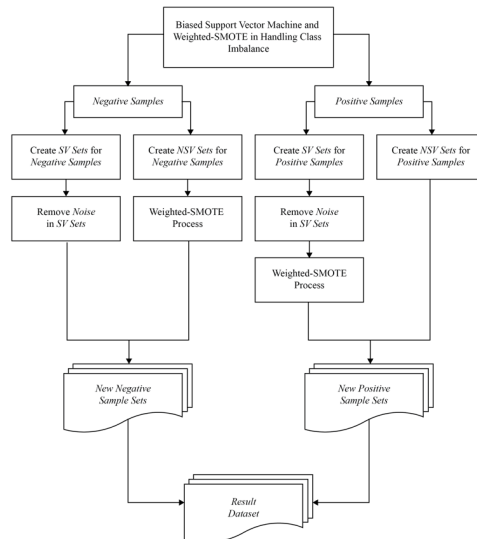 Biased Support Vector Machine and
Weighted-SMOTE in Handling Class
Imbalance
Negative Samples
Positive Samples
Create SV Sets for
Negative Samples
Create NSV Sets for
Negative Samples
Create SV Sets for
Positive Samples
Create NSV Sets for
Positive Samples
Remove Noise
in SV Sets
Weighted-SMOTE
Process
Remove Noise
in SV Sets
Weighted-SMOTE
Process
New Negative
Sample Sets
New Positive
Sample Sets
Result
Dataset